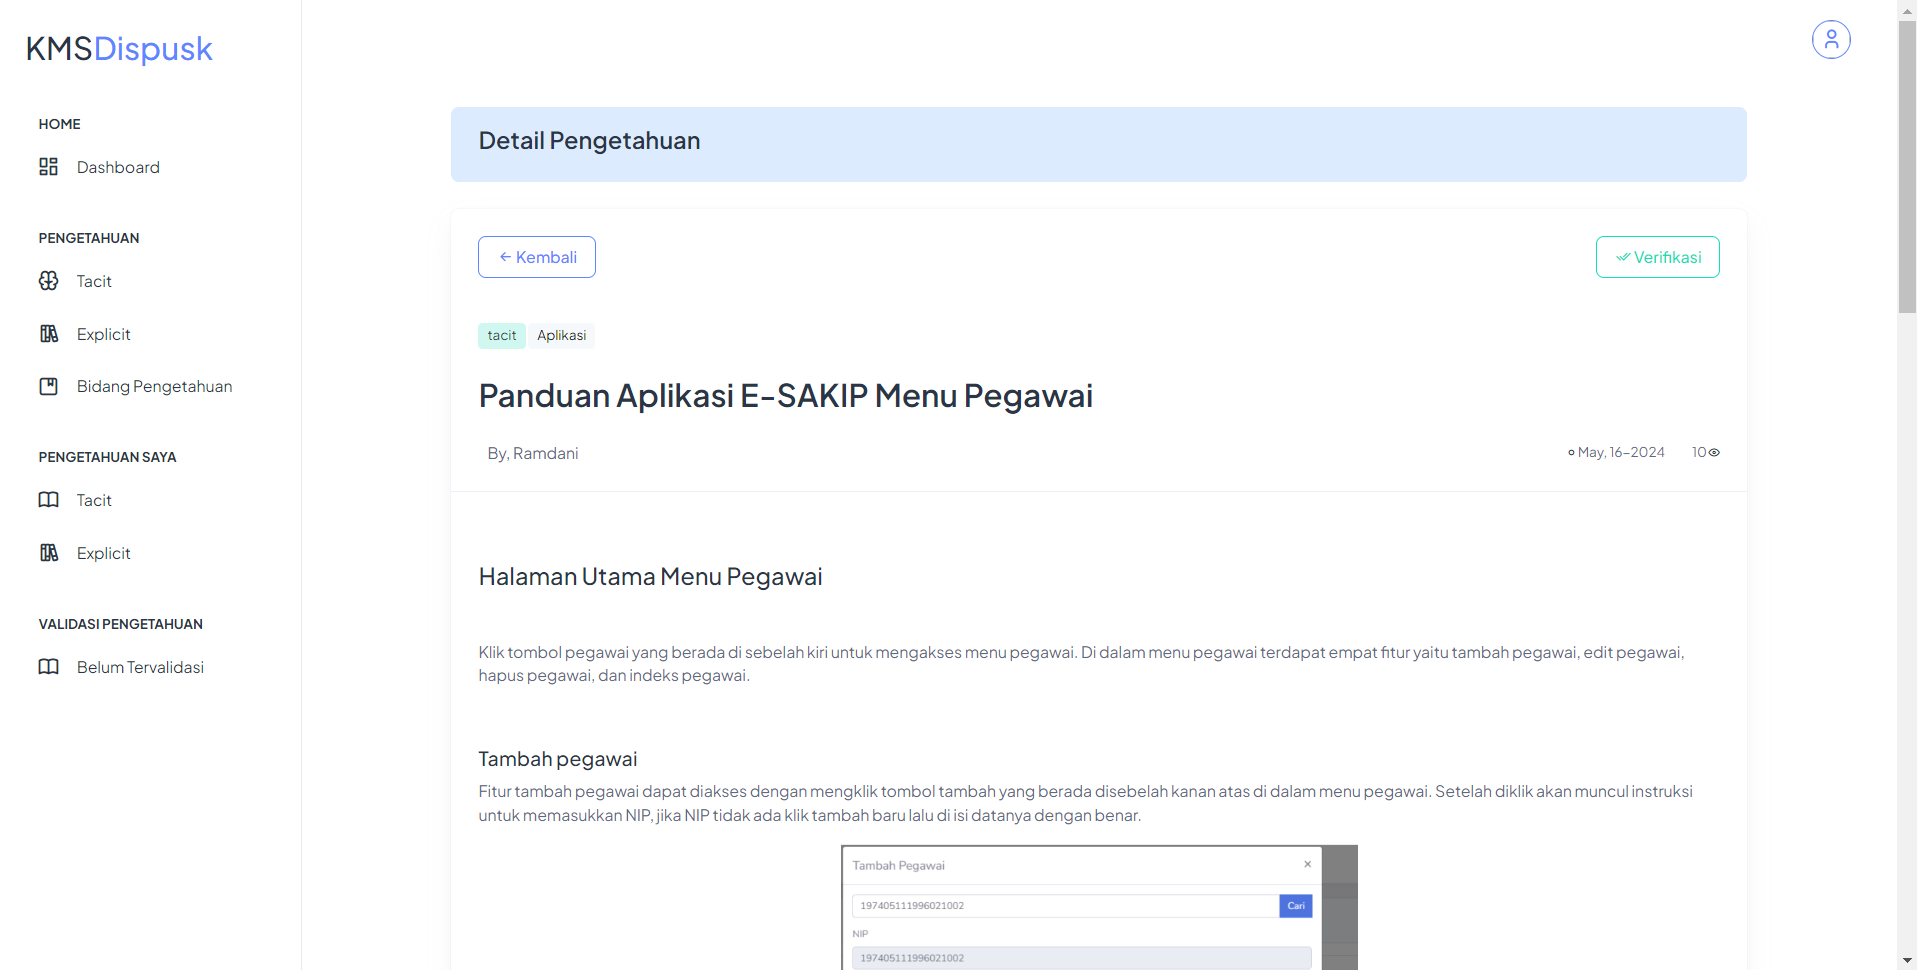 KMSDispusk
HOME
Dashboard
PENGETAHUAN
Tacit
Explicit
Bidang Pengetahuan
PENGETAHUAN SAYA
Tacit
Explicit
VALIDASI PENGETAHUAN
Belum Tervalidasi
Detail Pengetahuan
Kembali
Verifikasi
tacit Aplikasi
Panduan Aplikasi E-SAKIP Menu Pegawai
By, Ramdani
May, 16-2024 10
Halaman Utama Menu Pegawai
Klik tombol pegawai yang berada di sebelah kiri untuk mengakses menu pegawai. Di dalam menu pegawai terdapat empat fitur yaitu tambah pegawai, edit pegawai,
hapus pegawai, dan indeks pegawai.
Tambah pegawai
Fitur tambah pegawai dapat diakses dengan mengklik tombol tambah yang berada disebelah kanan atas di dalam menu pegawai. Setelah diklik akan muncul instruksi
untuk memasukkan NIP, jika NIP tidak ada klik tambah baru lalu di isi datanya dengan benar.
Tambah Pegawai ×
197405111996021002 Cari
NIP
197405111996021002